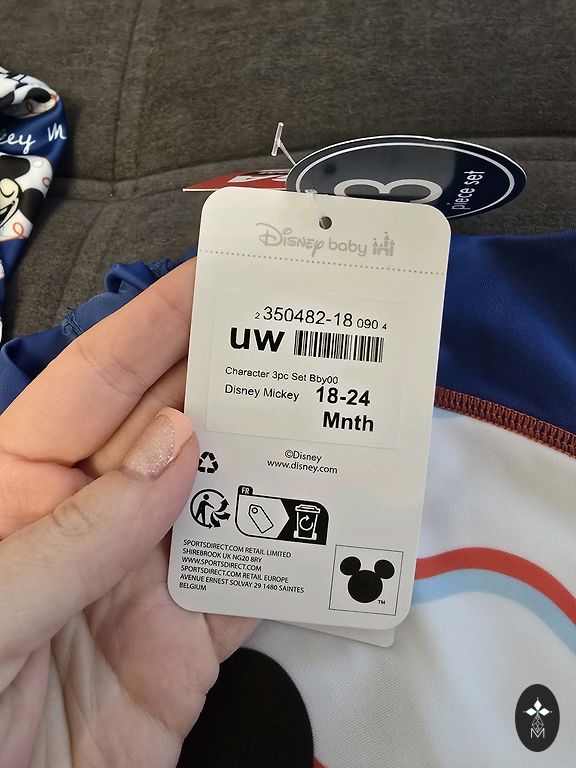 ey M
3
piece set
Disney baby
2 350482-18 090 4
UW
Character 3pc Set Bby00
Disney Mickey 18-24
Mnth
©Disney
www.disney.com
FR
SPORTSDIRECT.COM RETAIL LIMITED
SHIREBROOK UK NG20 8RY
WWW.SPORTSDIRECT.COM
SPORTSDIRECT.COM RETAIL EUROPE
AVENUE ERNEST SOLVAY 29 1480 SAINTES
BELGIUM
TM
M